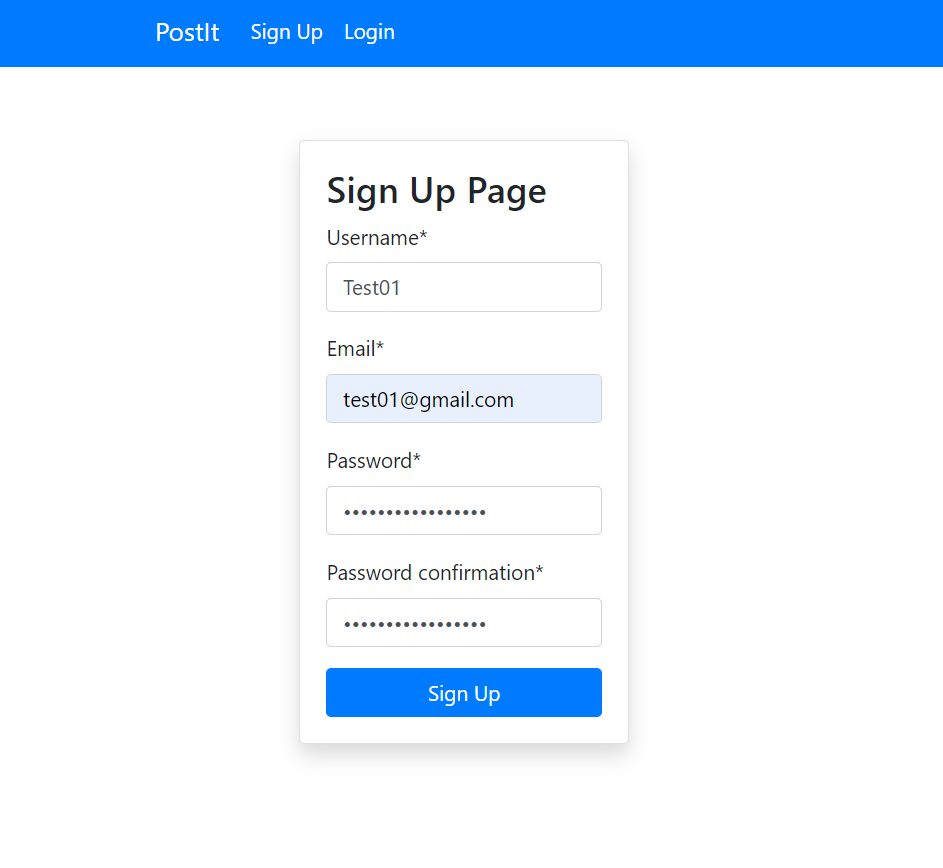 PostIt Sign Up Login
Sign Up Page
Username*
Test01
Email*
test01@gmail.com
Password*
•••••••••••••••••
Password confirmation*
•••••••••••••••••
Sign Up